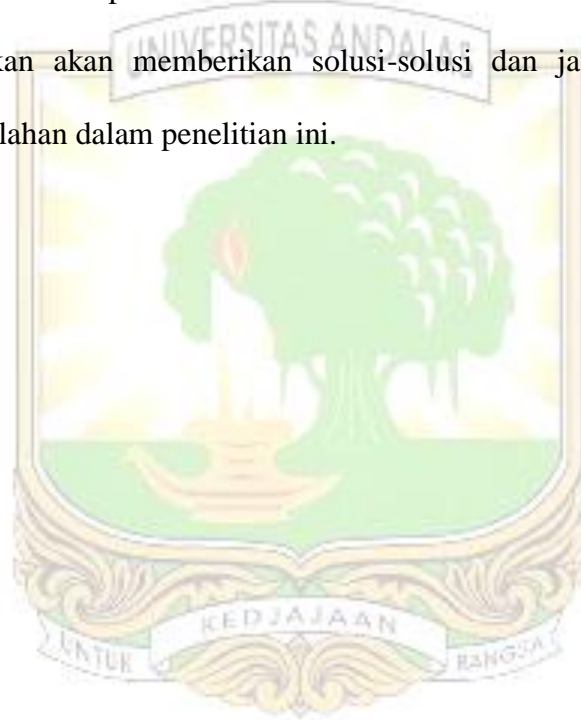 kan akan memberikan solusi-solusi dan ja
lahan dalam penelitian ini.
UNIVERSITAS ANDALAS
KEDJAJAAN
UNTUK
BANGSA